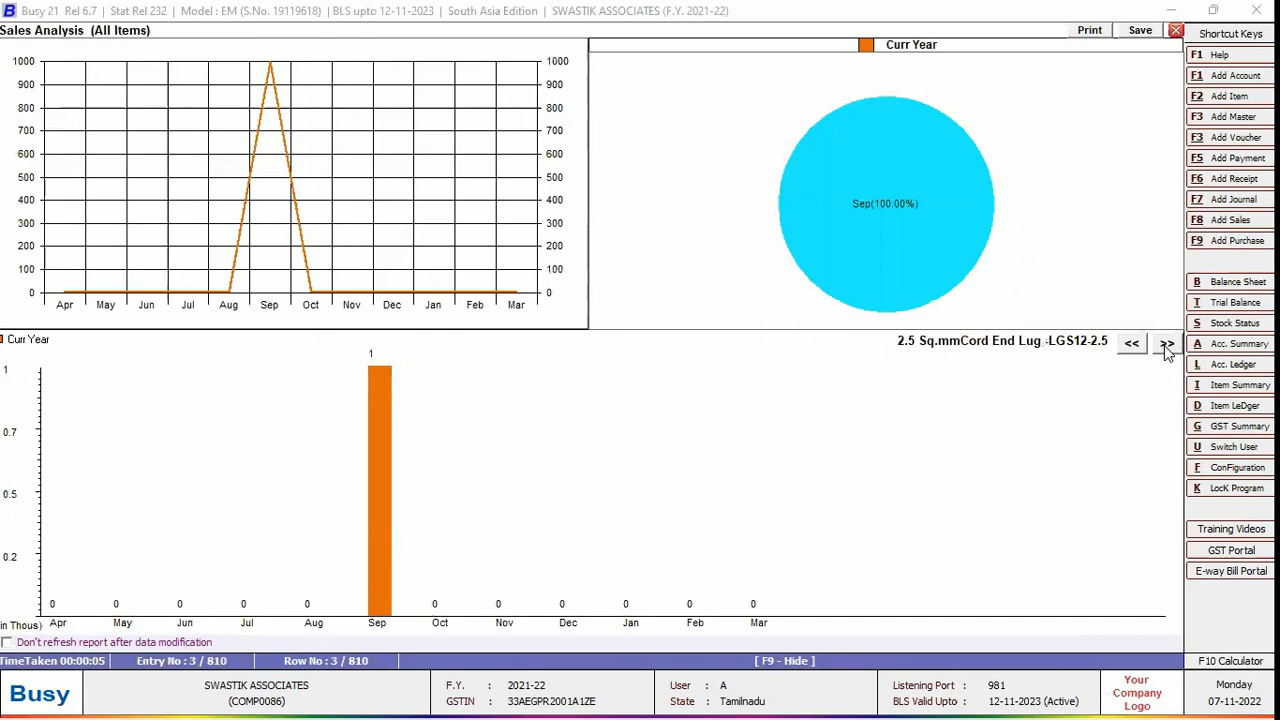 Busy 21 Rel 6.7 | Stat Rel 232 | Model : EM (S.No. 19119618) | BLS upto 12-11-2023 | South Asia Edition | SWASTIK ASSOCIATES (F.Y. 2021-22)
Sales Analysis (All Items)
Print
Save
Curr Year
1000
900
800
700
600
500
400
300
200
100
0
1000
900
800
700
600
500
400
300
200
100
0
Apr May Jun Jul Aug Sep Oct Nov Dec Jan Feb Mar
Sep(100.00%)
Curr Year
2.5 Sq.mmCord End Lug -LGS12-2.5
<< >>
1
1
0.7
0.5
0.2
0 0 0 0 0 0 0 0 0 0 0
in Thous)
Apr May Jun Jul Aug Sep Oct Nov Dec Jan Feb Mar
Don't refresh report after data modification
TimeTaken 00:00:05
Entry No : 3 / 810
Row No : 3 / 810
[ F9 - Hide ]
Busy
SWASTIK ASSOCIATES
(COMP0086)
F.Y. : 2021-22
GSTIN : 33AEGPR2001A1ZE
User : A
State : Tamilnadu
Listening Port : 981
BLS Valid Upto : 12-11-2023 (Active)
Your
Company
Logo
Shortcut Keys
F1 Help
F1 Add Account
F2 Add Item
F3 Add Master
F3 Add Voucher
F5 Add Payment
F6 Add Receipt
F7 Add Journal
F8 Add Sales
F9 Add Purchase
B Balance Sheet
T Trial Balance
S Stock Status
A Acc. Summary
L Acc. Ledger
I Item Summary
D Item LeDger
G GST Summary
U Switch User
F ConFiguration
K LocK Program
Training Videos
GST Portal
E-way Bill Portal
F10 Calculator
Monday
07-11-2022